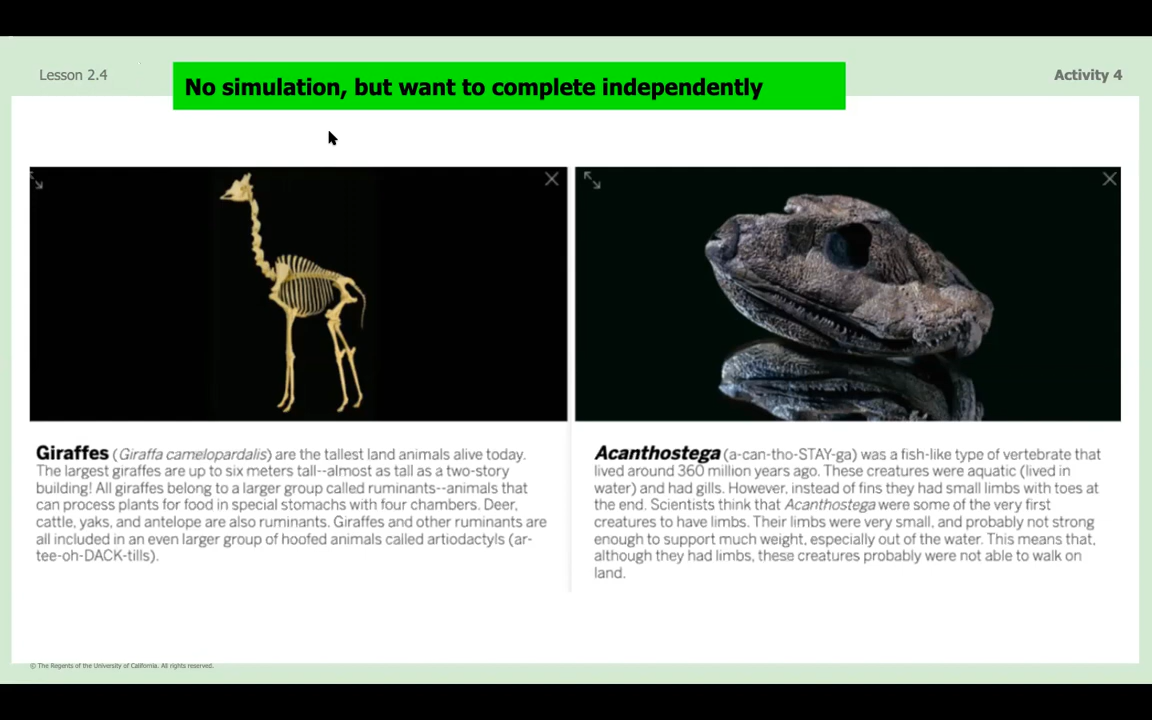 Lesson 2.4
No simulation, but want to complete independently
Activity 4
Giraffes (Giraffa camelopardalis) are the tallest land animals alive today.
The largest giraffes are up to six meters tall--almost as tall as a two-story
building! All giraffes belong to a larger group called ruminants--animals that
can process plants for food in special stomachs with four chambers. Deer,
cattle, yaks, and antelope are also ruminants. Giraffes and other ruminants are
all included in an even larger group of hoofed animals called artiodactyls (ar-
tee-oh-DACK-tills).
Acanthostega (a-can-tho-STAY-ga) was a fish-like type of vertebrate that
lived around 360 million years ago. These creatures were aquatic (lived in
water) and had gills. However, instead of fins they had small limbs with toes at
the end. Scientists think that Acanthostega were some of the very first
creatures to have limbs. Their limbs were very small, and probably not strong
enough to support much weight, especially out of the water. This means that,
although they had limbs, these creatures probably were not able to walk on
land.
© The Regents of the University of California. All rights reserved.